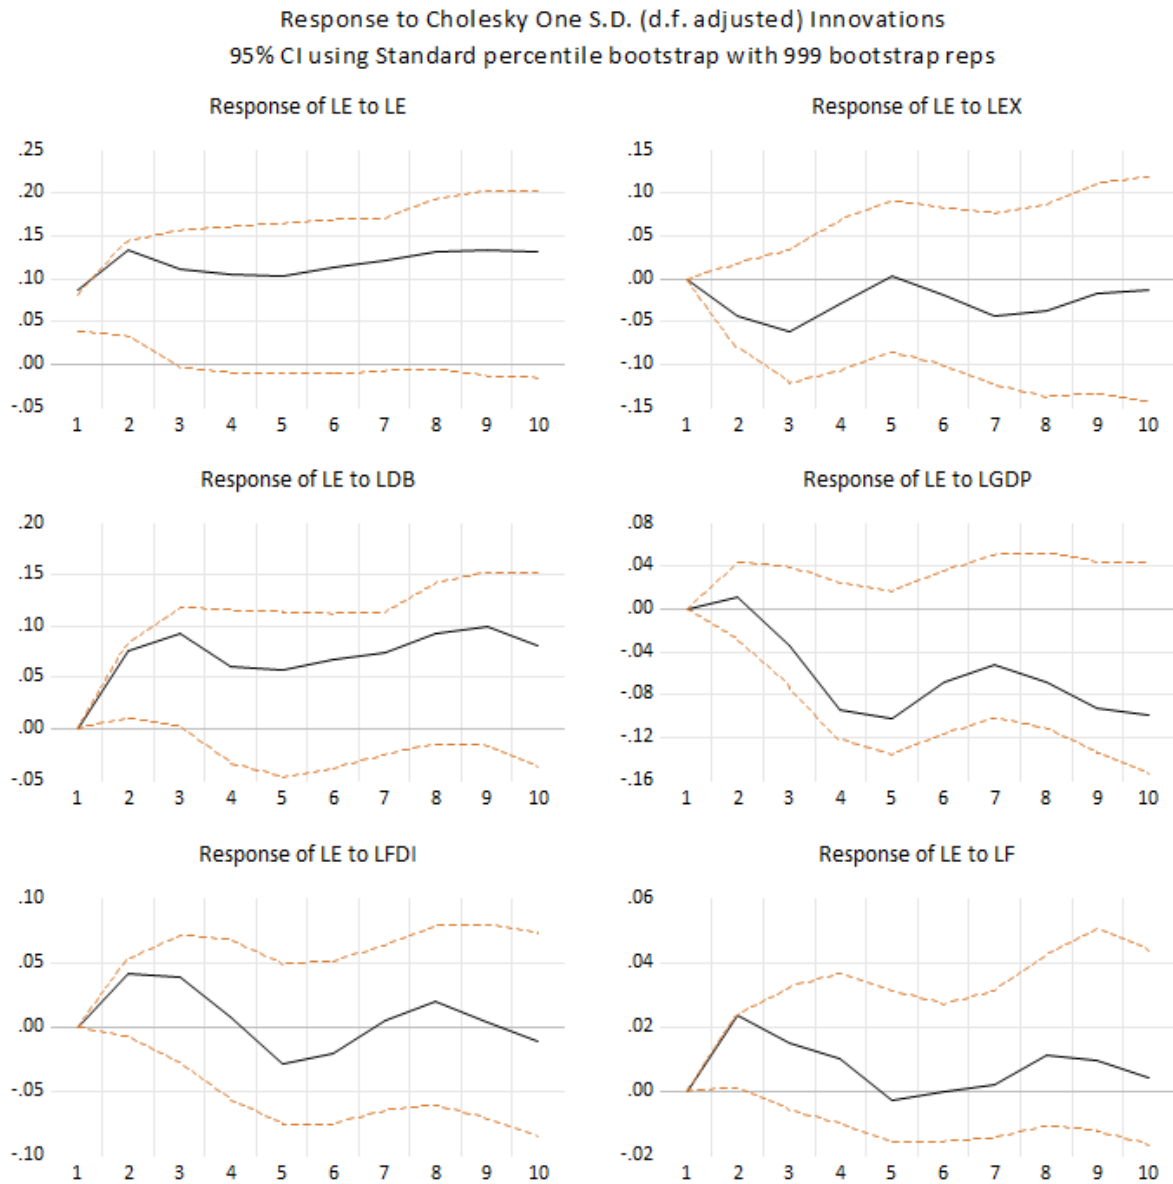 Response to Cholesky One S.D. (d.f. adjusted) Innovations
95% CI using Standard percentile bootstrap with 999 bootstrap reps
Response of LE to LE
.25
.20
.15
.10
.05
.00
-.05
1 2 3 4 5 6 7 8 9 10
Response of LE to LEX
.15
.10
.05
.00
-.05
-.10
-.15
1 2 3 4 5 6 7 8 9 10
Response of LE to LDB
.20
.15
.10
.05
.00
-.05
1 2 3 4 5 6 7 8 9 10
Response of LE to LGDP
.08
.04
.00
-.04
-.08
-.12
-.16
1 2 3 4 5 6 7 8 9 10
Response of LE to LFDI
.10
.05
.00
-.05
-.10
1 2 3 4 5 6 7 8 9 10
Response of LE to LF
.06
.04
.02
.00
-.02
1 2 3 4 5 6 7 8 9 10